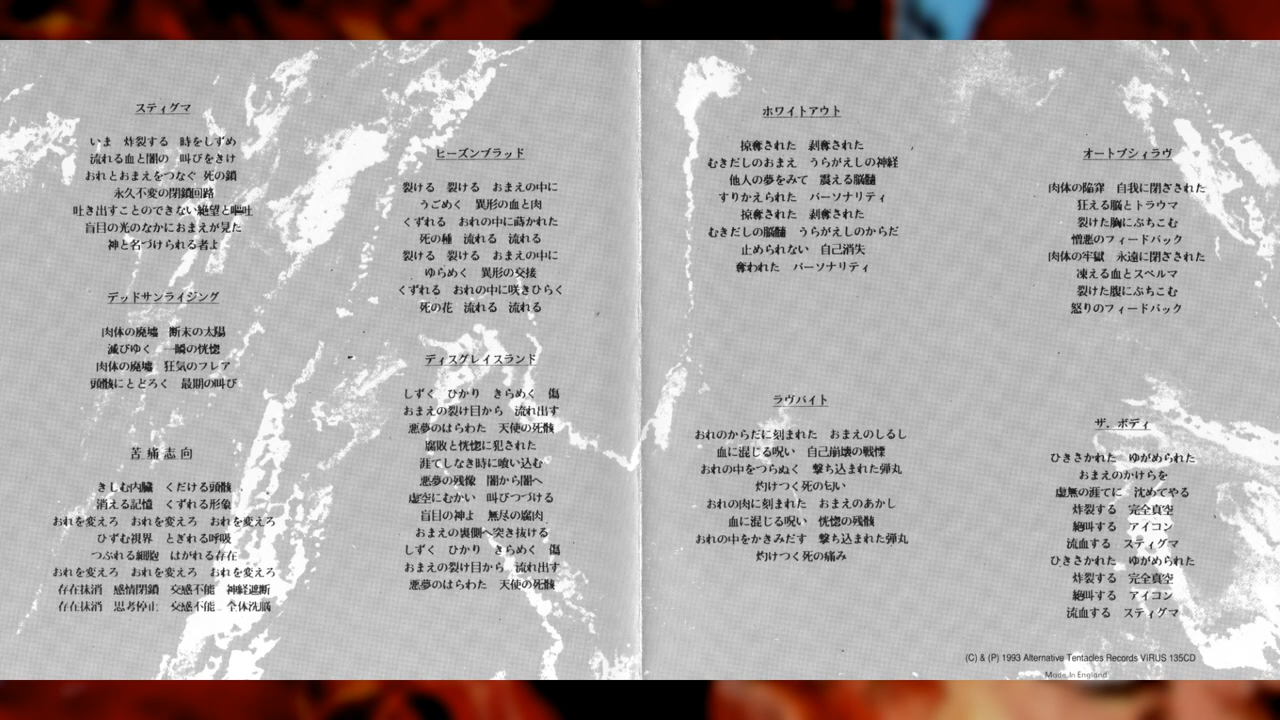 スティグマ
いま　炸裂する　時をしずめ
流れる血と闇の　叫びをきけ
おれとおまえをつなぐ 死の鎖
永久不変の閉鎖回路
吐き出すことのできない絶望と嘔吐
盲目の光のなかにおまえが見た
神と名づけられる者よ
デッドサンライジング
肉体の廃墟　断末の太陽
滅びゆく　一瞬の恍惚
肉体の廃墟　狂気のフレア
頭骸にとどろく　最期の叫び
苦痛志向
きしむ内臓　くだける頭骸
消える記憶　くずれる形象
おれを変えろ　おれを変えろ　おれを変えろ
ひずむ視界　とぎれる呼吸
つぶれる細胞　はがれる存在
おれを変えろ　おれを変えろ　おれを変えろ
存在抹消　感情閉鎖　交感不能　神経遮断
存在抹消　思考停止　交感不能　全体洗脳
ヒーズンブラッド
裂ける　裂ける　おまえの中に
うごめく　異形の血と肉
くずれる　おれの中に蒔かれた
死の種　流れる　流れる
裂ける　裂ける　おまえの中に
ゆらめく　異形の交接
くずれる　おれの中に咲きひらく
死の花　流れる　流れる
ディスグレイスランド
しずく　ひかり　きらめく　傷
おまえの裂け目から　流れ出す
悪夢のはらわた　天使の死骸
腐敗と恍惚に犯された
涯てしなき時に喰い込む
悪夢の残像　闇から闇へ
虚空にむかい　叫びつづける
盲目の神よ　無尽の腐肉
おまえの裏側へ突き抜ける
しずく　ひかり　きらめく　傷
おまえの裂け目から　流れ出す
悪夢のはらわた　天使の死骸
ホワイトアウト
掠奪された　剥奪された
むきだしのおまえ　うらがえしの神経
他人の夢をみて　震える脳髄
すりかえられた　パーソナリティ
掠奪された　剥奪された
むきだしの脳髄　うらがえしのからだ
止められない　自己消失
奪われた　パーソナリティ
ラヴバイト
おれのからだに刻まれた　おまえのしるし
血に混じる呪い　自己崩壊の戦慄
おれの中をつらぬく　撃ち込まれた弾丸
灼けつく死の匂い
おれの肉に刻まれた　おまえのあかし
血に混じる呪い　恍惚の残骸
おれの中をかきみだす　撃ち込まれた弾丸
灼けつく死の痛み
オートプシィラヴ
肉体の陥穽　自我に閉ざされた
狂える脳とトラウマ
裂けた胸にぶちこむ
憎悪のフィードバック
肉体の牢獄　永遠に閉ざされた
凍える血とスペルマ
裂けた腹にぶちこむ
怒りのフィードバック
ザ、ボディ
ひきさかれた　ゆがめられた
おまえのかけらを
虚無の涯てに　沈めてやる
炸裂する　完全真空
絶叫する　アイコン
流血する　スティグマ
ひきさかれた　ゆがめられた
炸裂する　完全真空
絶叫する　アイコン
流血する　スティグマ
(C) & (P) 1993 Alternative Tentacles Records ViRUS 135CD
Made In England